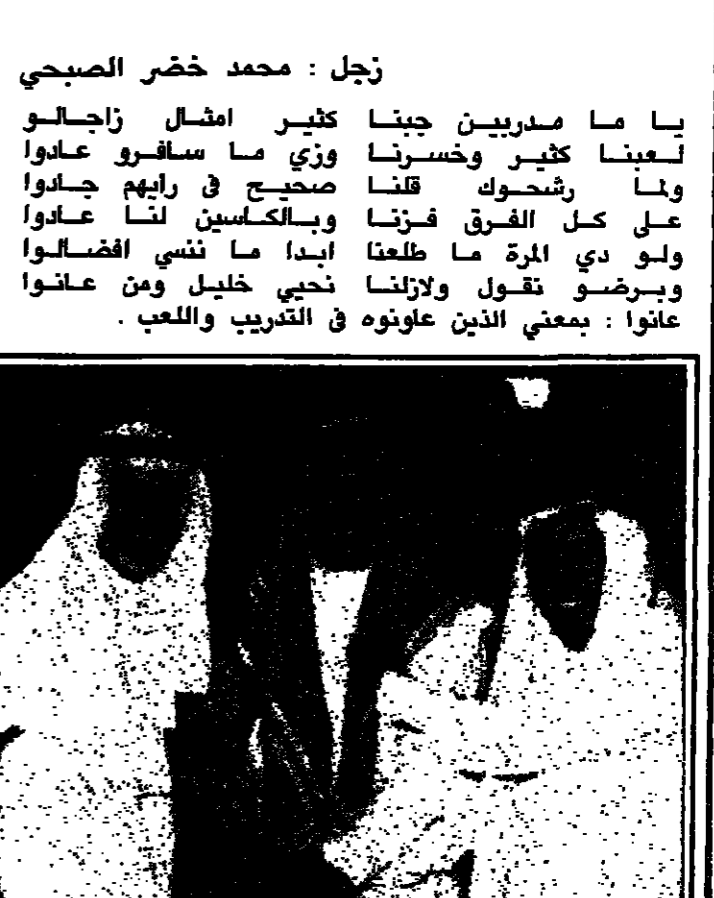 زجل : محمد خضر الصبحي
يا ما مدربين جبنا كثير امثال زاجالو
لعبنا كثير وخسرنا وزي ما سافرو عادوا
ولما رشحوك قلنا صحيح في رايهم جادوا
على كل الفرق فزنا وبالكاسين لنا عادوا
ولو دي المرة ما طلعنا ابدا ما ننسي افضالوا
وبرضو نقول ولازلنا نحيي خليل ومن عانوا
عانوا : بمعني الذين عاونوه في التدريب واللعب .